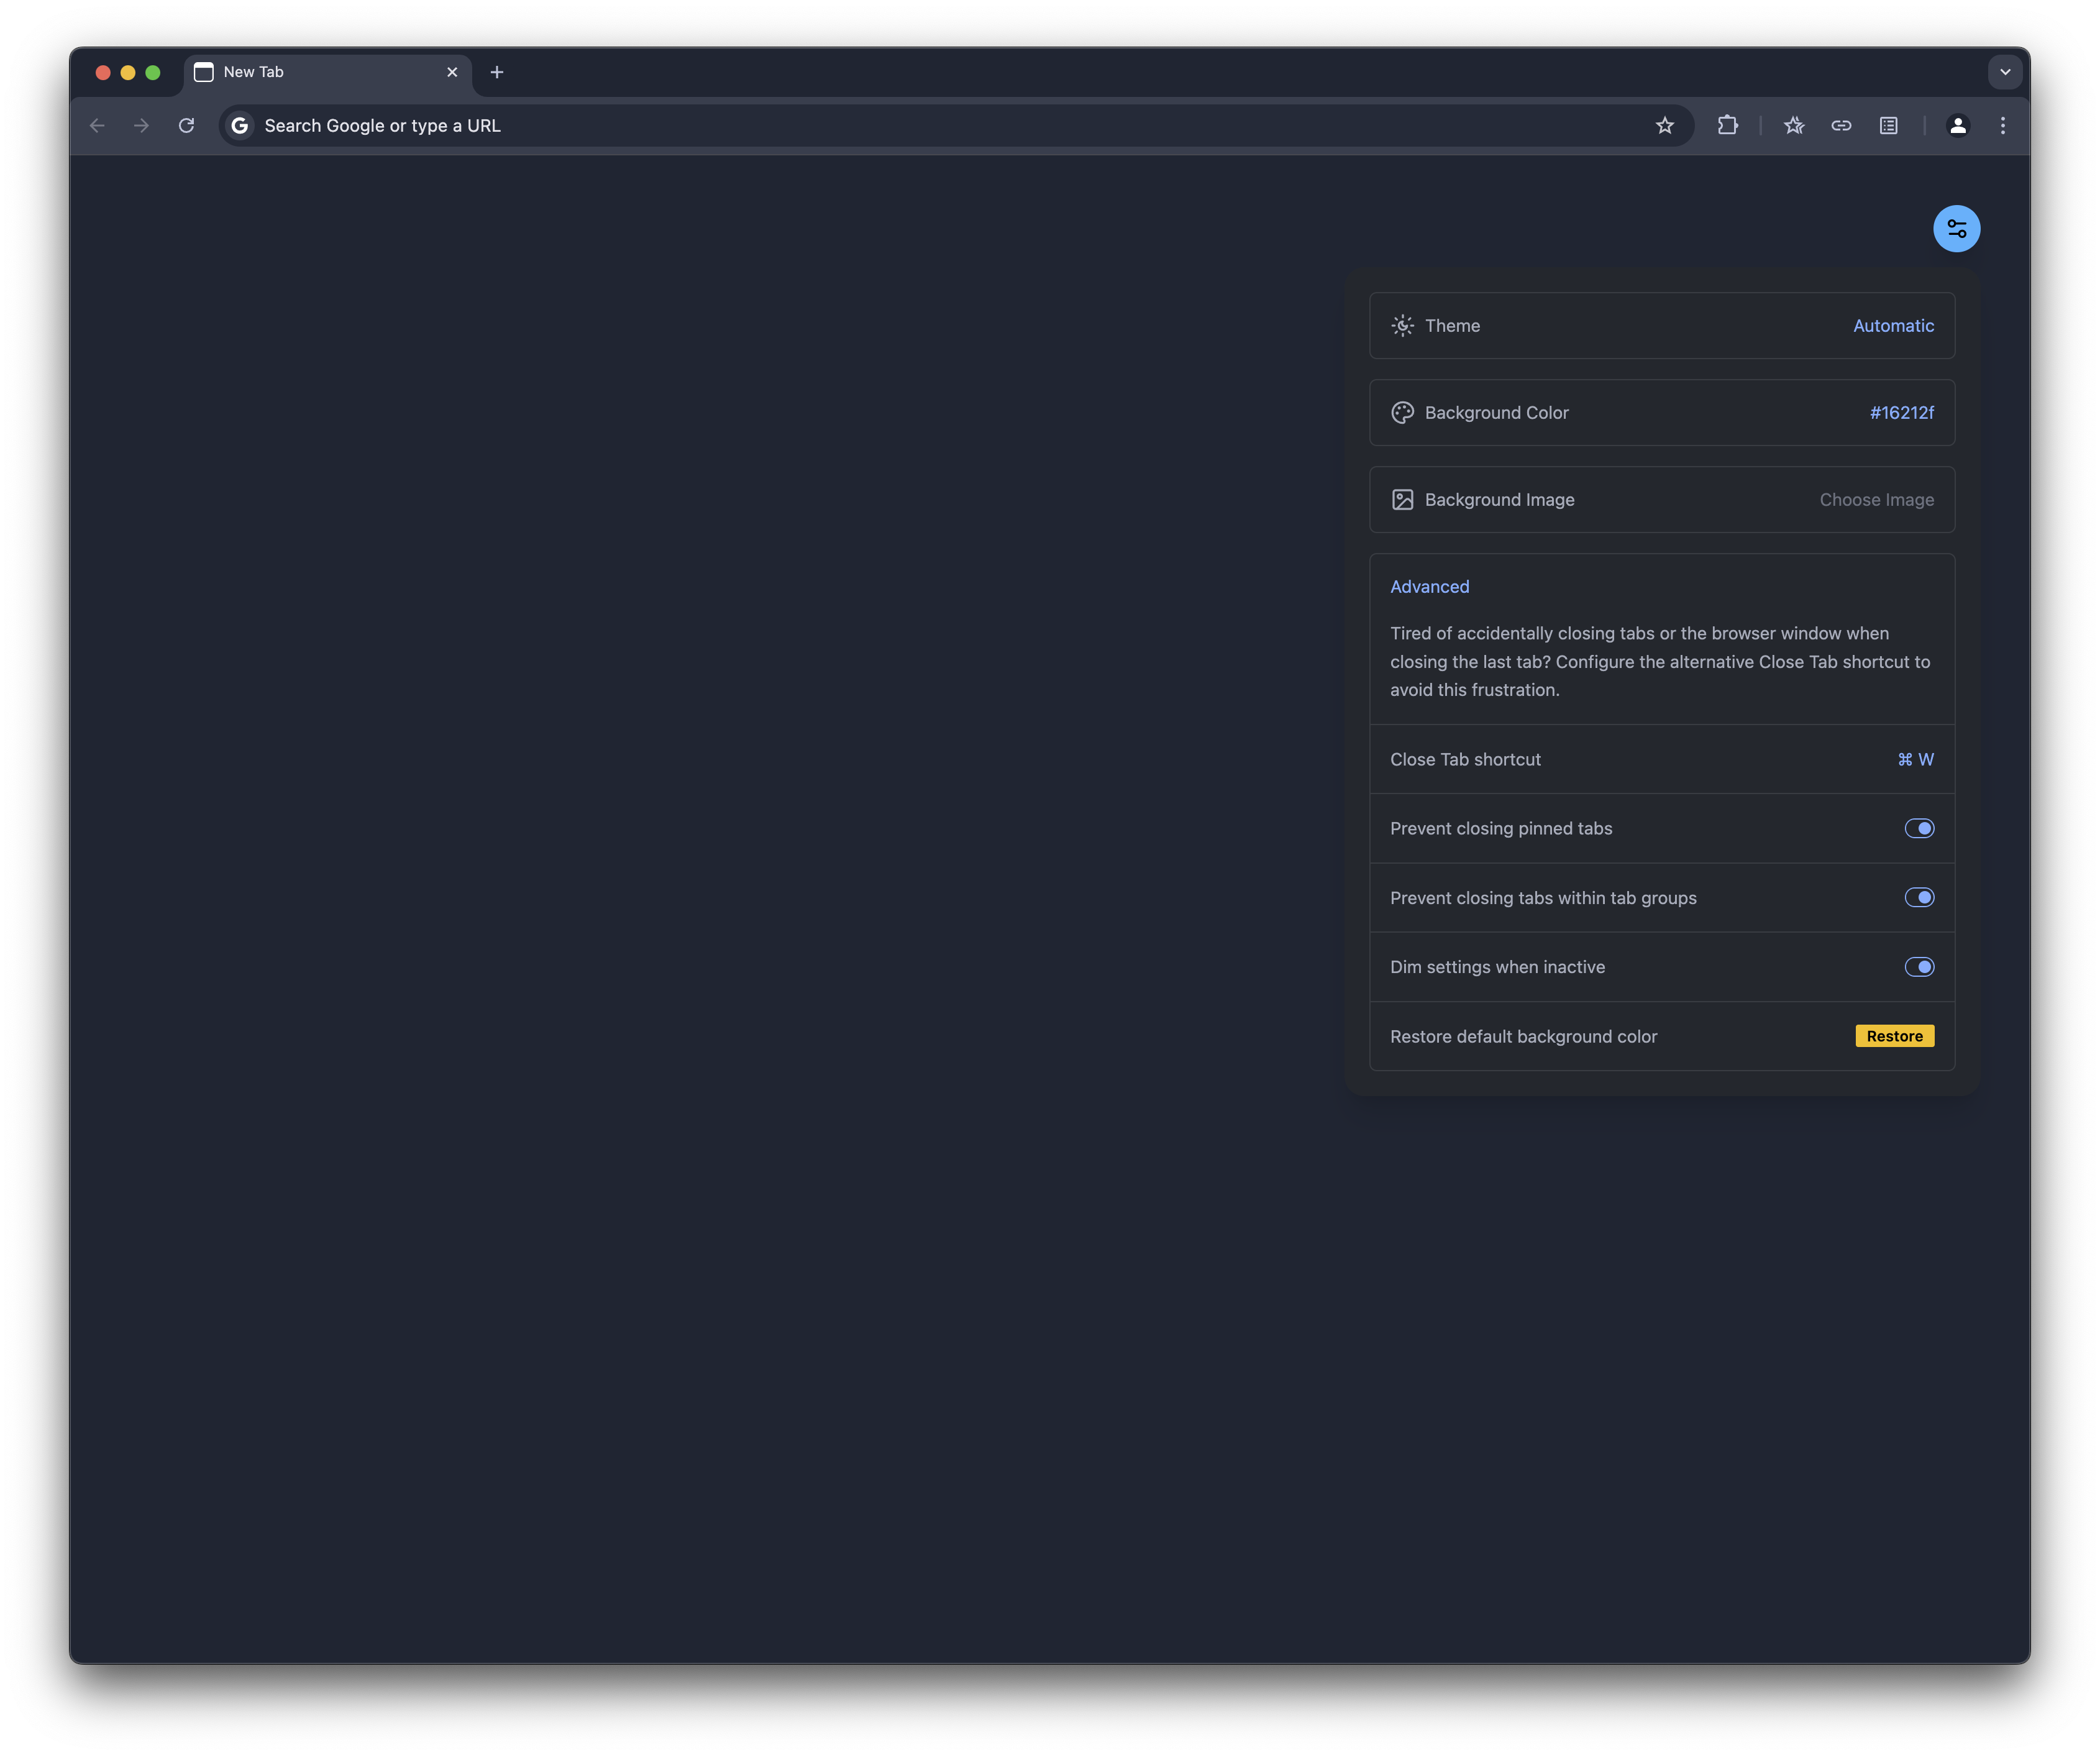 New Tab
Search Google or type a URL
Theme
Automatic
Background Color
#16212f
Background Image
Choose Image
Advanced
Tired of accidentally closing tabs or the browser window when
closing the last tab? Configure the alternative Close Tab shortcut to
avoid this frustration.
Close Tab shortcut
⌘ W
Prevent closing pinned tabs
Prevent closing tabs within tab groups
Dim settings when inactive
Restore default background color
Restore